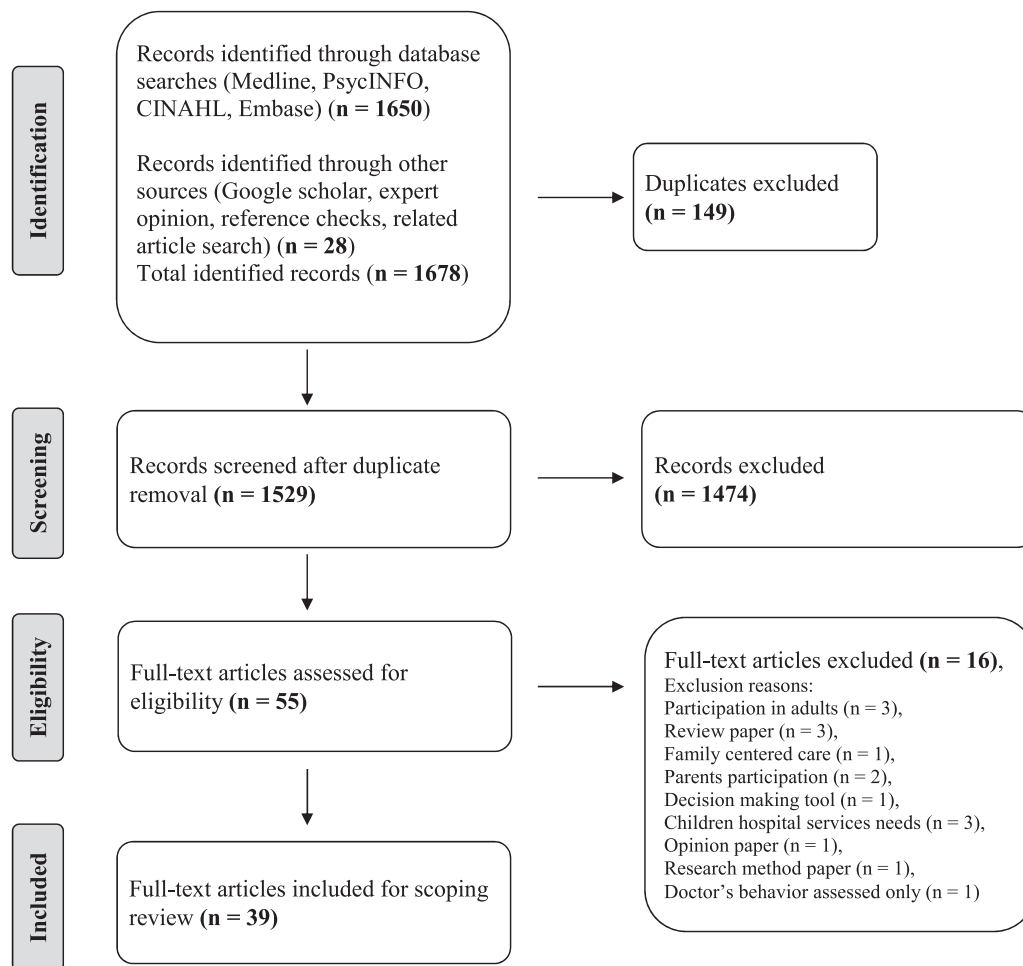 Identification
Records identified through database
searches (Medline, PsycINFO,
CINAHL, Embase) (n = 1650)
Records identified through other
sources (Google scholar, expert
opinion, reference checks, related
article search) (n = 28)
Total identified records (n = 1678)
Duplicates excluded
(n = 149)
Screening
Records screened after duplicate
removal (n = 1529)
Records excluded
(n = 1474)
Eligibility
Full-text articles assessed for
eligibility (n = 55)
Full-text articles excluded (n = 16),
Exclusion reasons:
Participation in adults (n = 3),
Review paper (n = 3),
Family centered care (n = 1),
Parents participation (n = 2),
Decision making tool (n = 1),
Children hospital services needs (n = 3),
Opinion paper (n = 1),
Research method paper (n = 1),
Doctor's behavior assessed only (n = 1)
Included
Full-text articles included for scoping
review (n = 39)